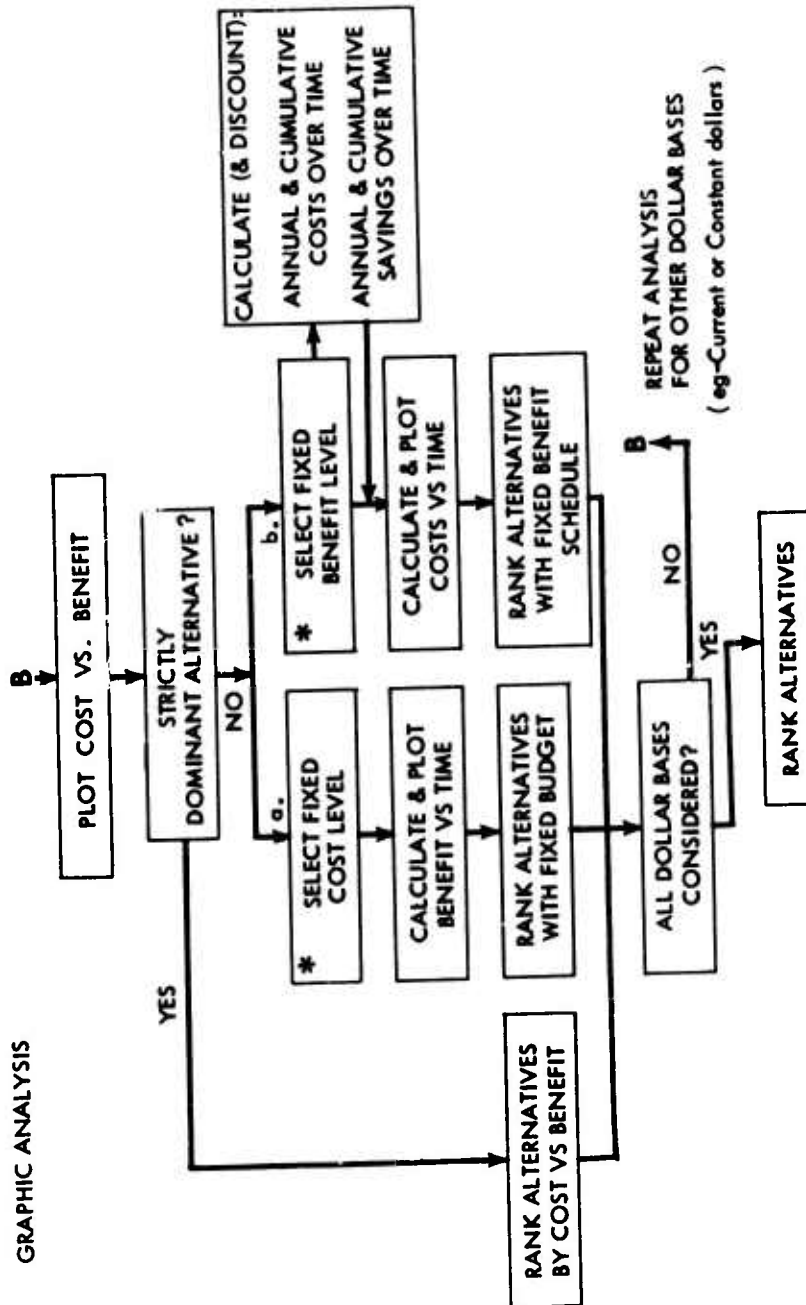 GRAPHIC ANALYSIS
B
PLOT COST VS. BENEFIT
STRICTLY
DOMINANT ALTERNATIVE ?
YES
NO
a.
b.
* SELECT FIXED
COST LEVEL
* SELECT FIXED
BENEFIT LEVEL
CALCULATE (& DISCOUNT):
ANNUAL & CUMULATIVE
COSTS OVER TIME
ANNUAL & CUMULATIVE
SAVINGS OVER TIME
CALCULATE & PLOT
BENEFIT VS TIME
CALCULATE & PLOT
COSTS VS TIME
RANK ALTERNATIVES
BY COST VS BENEFIT
RANK ALTERNATIVES
WITH FIXED BUDGET
RANK ALTERNATIVES
WITH FIXED BENEFIT
SCHEDULE
ALL DOLLAR BASES
CONSIDERED?
NO
B
REPEAT ANALYSIS
FOR OTHER DOLLAR BASES
( eg-Current or Constant dollars )
YES
RANK ALTERNATIVES